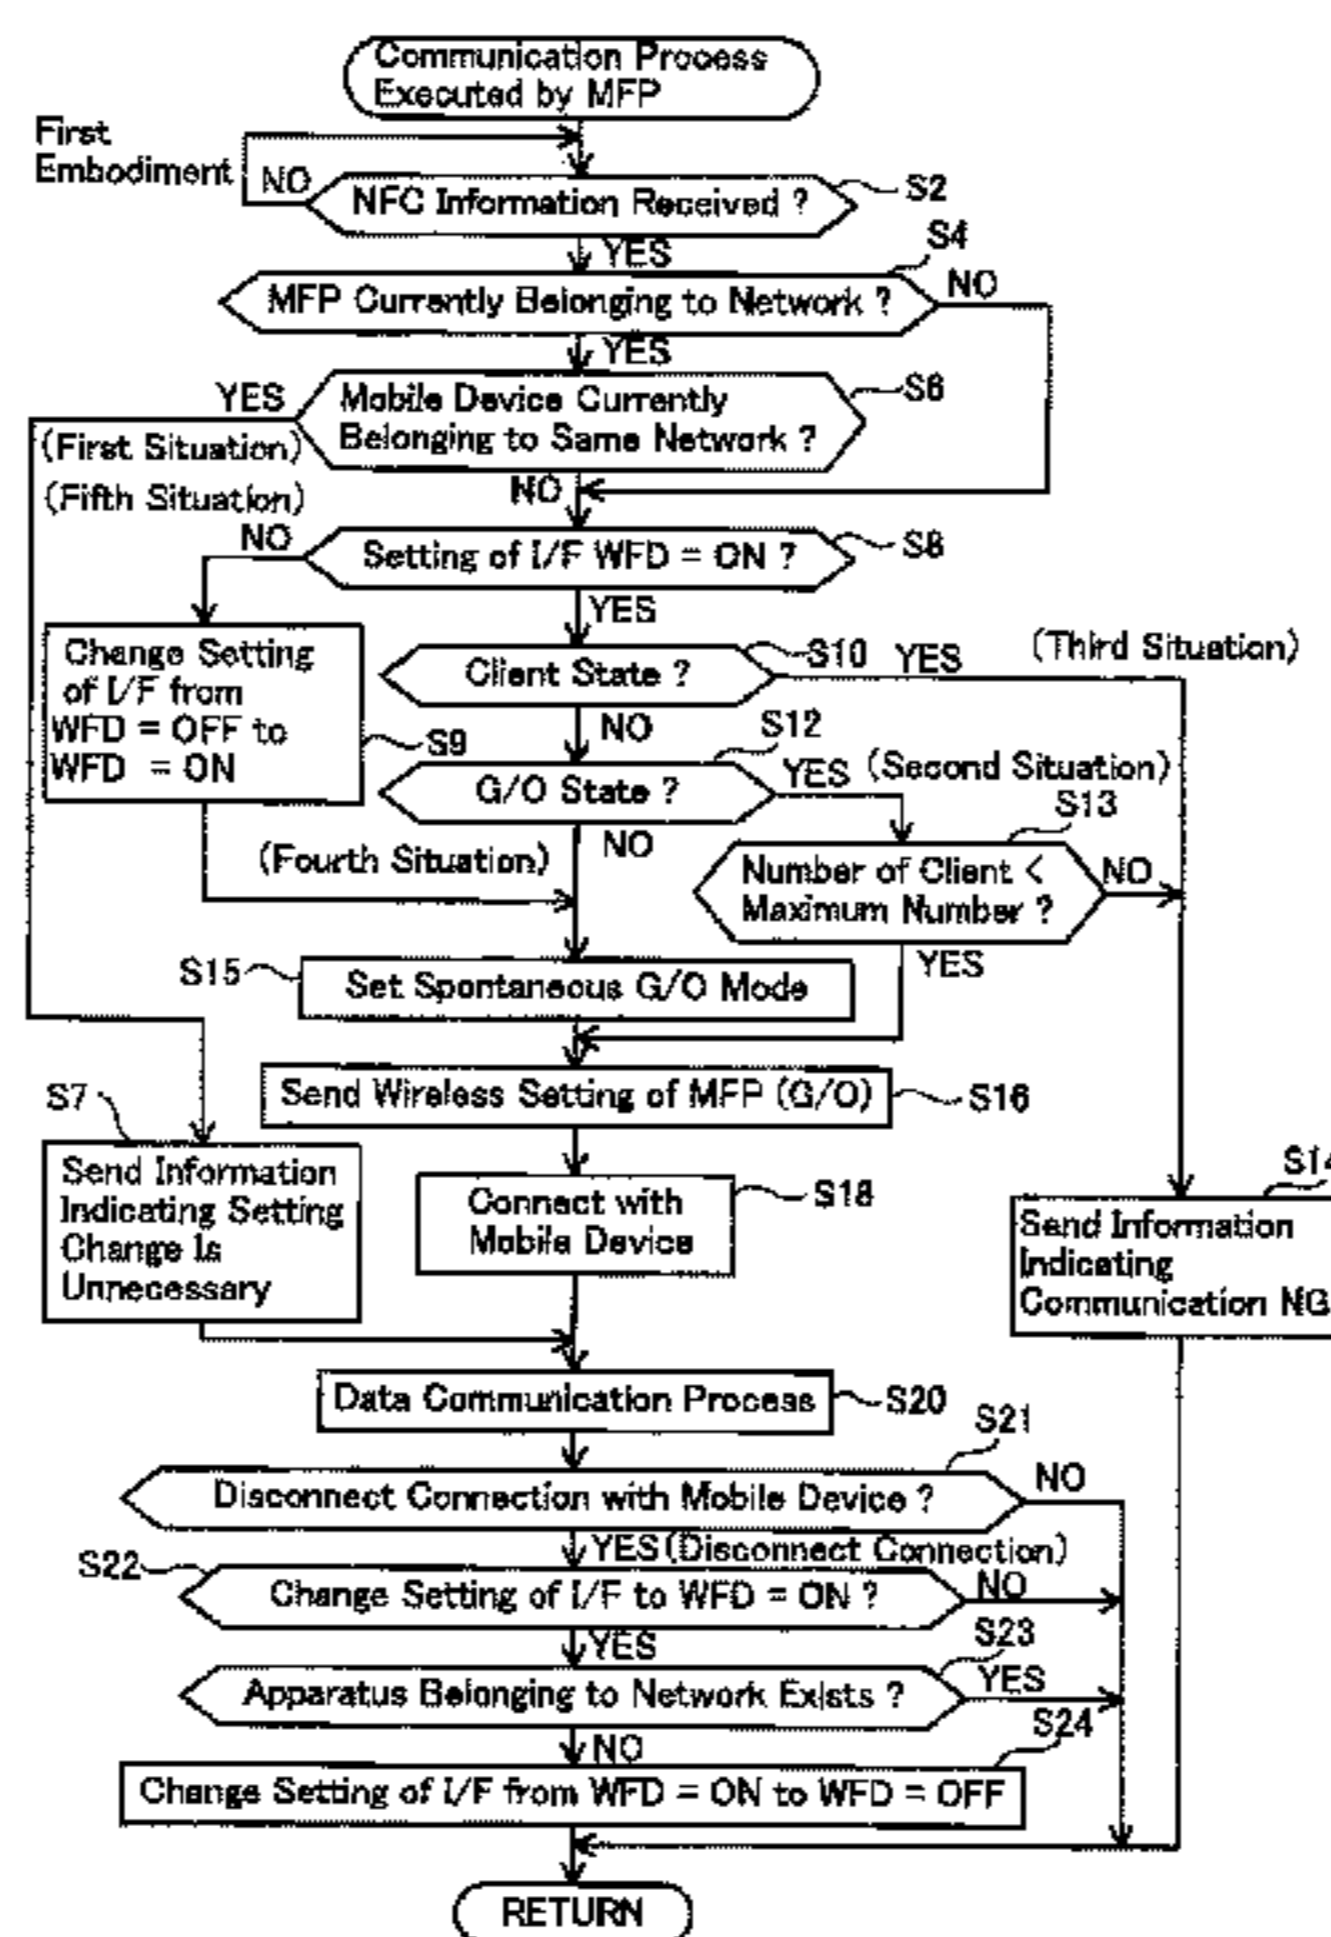 Communication Process
Executed by MFP
First
Embodiment
NO
NFC Information Received ?
S2
YES
S4
MFP Currently Belonging to Network ?
NO
YES
YES
Mobile Device Currently
Belonging to Same Network ?
S6
(First Situation)
(Fifth Situation)
NO
NO
Setting of I/F WFD = ON ?
S8
YES
Change Setting
of I/F from
WFD = OFF to
WFD = ON
S9
Client State ?
S10
YES
(Third Situation)
NO
S12
G/O State ?
YES
(Second Situation)
S13
(Fourth Situation)
NO
Number of Client <
Maximum Number ?
NO
YES
S15
Set Spontaneous G/O Mode
Send Wireless Setting of MFP (G/O)
S16
S7
Send Information
Indicating Setting
Change Is
Unnecessary
Connect with
Mobile Device
S18
S14
Send Information
Indicating
Communication NG
Data Communication Process
S20
S21
Disconnect Connection with Mobile Device ?
NO
YES(Disconnect Connection)
S22
Change Setting of I/F to WFD = ON ?
NO
YES
S23
Apparatus Belonging to Network Exists ?
YES
NO
S24
Change Setting of I/F from WFD = ON to WFD = OFF
RETURN